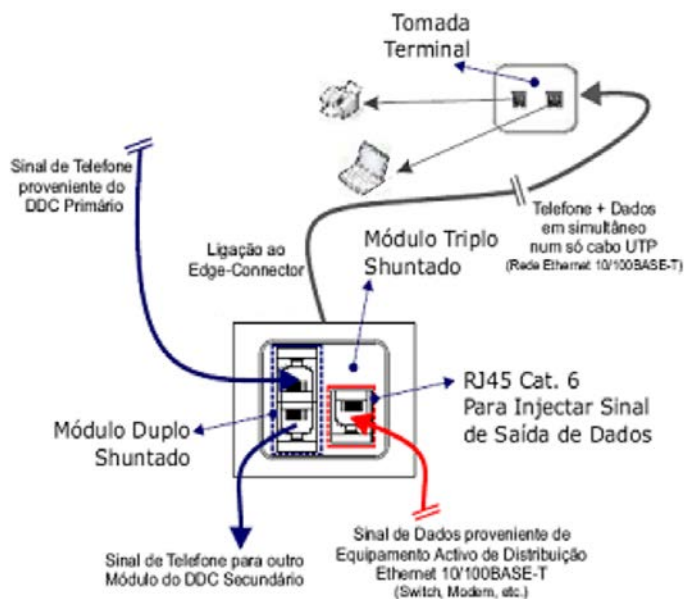 Tomada
Terminal
Sinal de Telefone
proveniente do
DDC Primário
Telefone + Dados
em simultâneo
num só cabo UTP
(Rede Ethernet 10/100BASE-T)
Ligação ao
Edge-Connector
Módulo Triplo
Shuntado
RJ45 Cat. 6
Para Injectar Sinal
de Saída de Dados
Módulo Duplo
Shuntado
Sinal de Telefone para outro
Módulo do DDC Secundário
Sinal de Dados proveniente de
Equipamento Activo de Distribuição
Ethernet 10/100BASE-T
(Switch, Modem, etc.)